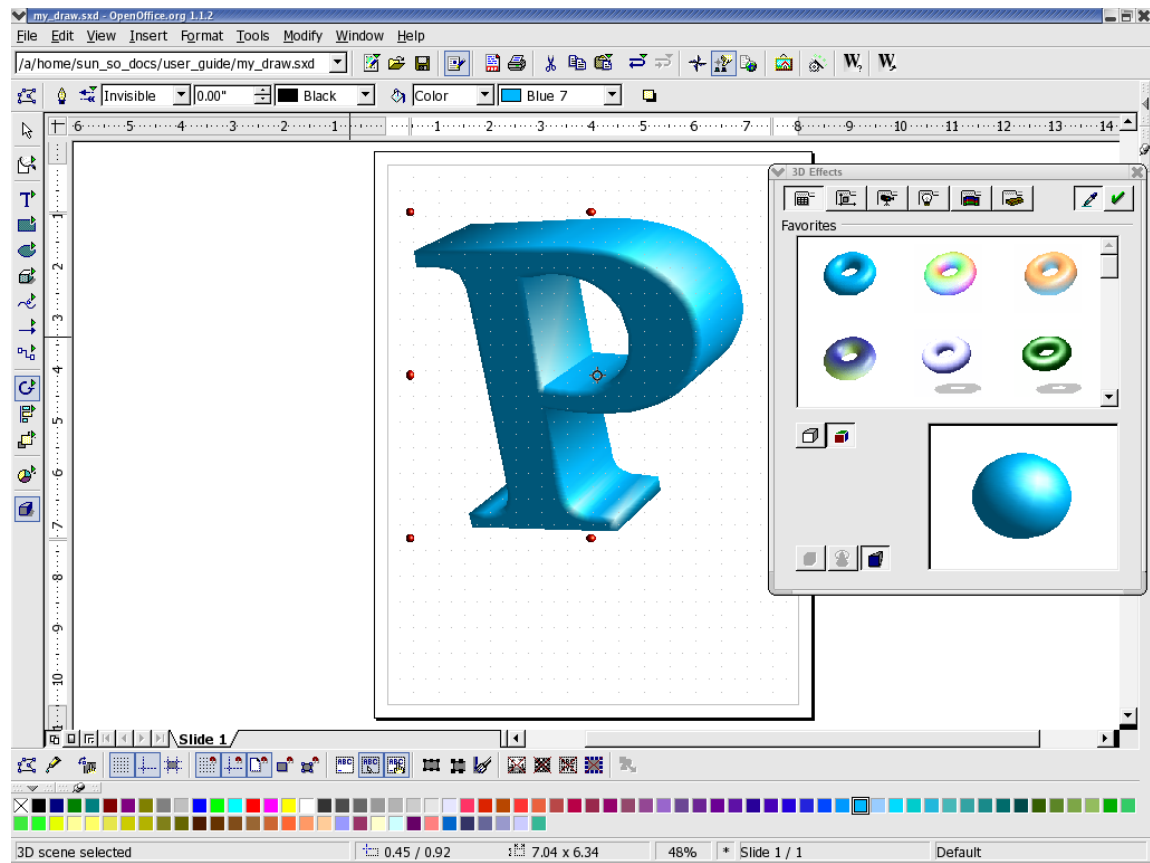 my_draw.sxd - OpenOffice.org 1.1.2
File Edit View Insert Format Tools Modify Window Help
/a/home/sun_so_docs/user_guide/my_draw.sxd
Invisible 0.00" Black Color Blue 7
6 5 4 3 2 1 1 2 3 4 5 6 7 8 9 10 11 12 13 14
1
2
3
4
5
6
7
8
9
10
3D Effects
Favorites
P
Slide 1
3D scene selected 0.45 / 0.92 7.04 x 6.34 48% * Slide 1 / 1 Default